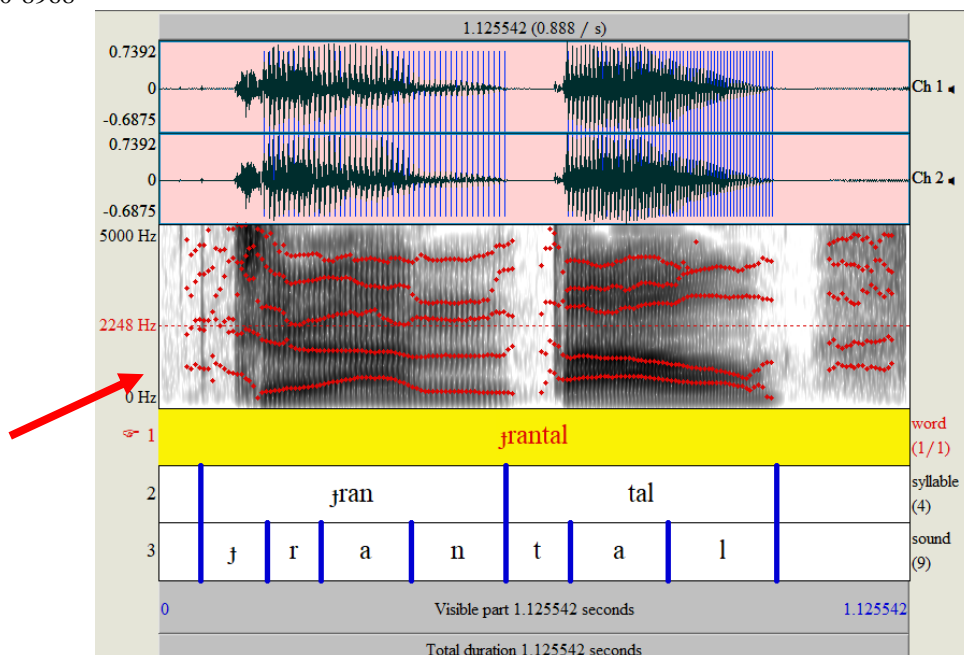 1.125542 (0.888 / s)
0.7392
0
-0.6875
Ch 1
0.7392
0
-0.6875
Ch 2
5000 Hz
2248 Hz
0 Hz
1
ɟrantal
word
(1/1)
2
ɟran
tal
syllable
(4)
3
ɟ
r
a
n
t
a
l
sound
(9)
0
Visible part 1.125542 seconds
1.125542
Total duration 1.125542 seconds